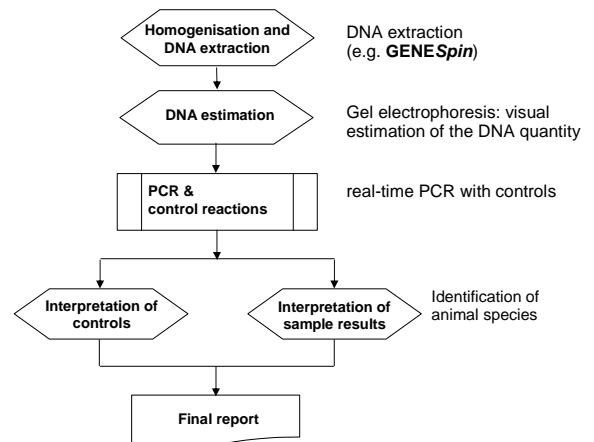 Homogenisation and
DNA extraction
DNA extraction
(e.g. GENESpin)
DNA estimation
Gel electrophoresis: visual
estimation of the DNA quantity
PCR &
control reactions
real-time PCR with controls
Interpretation of
controls
Interpretation of
sample results
Identification of
animal species
Final report